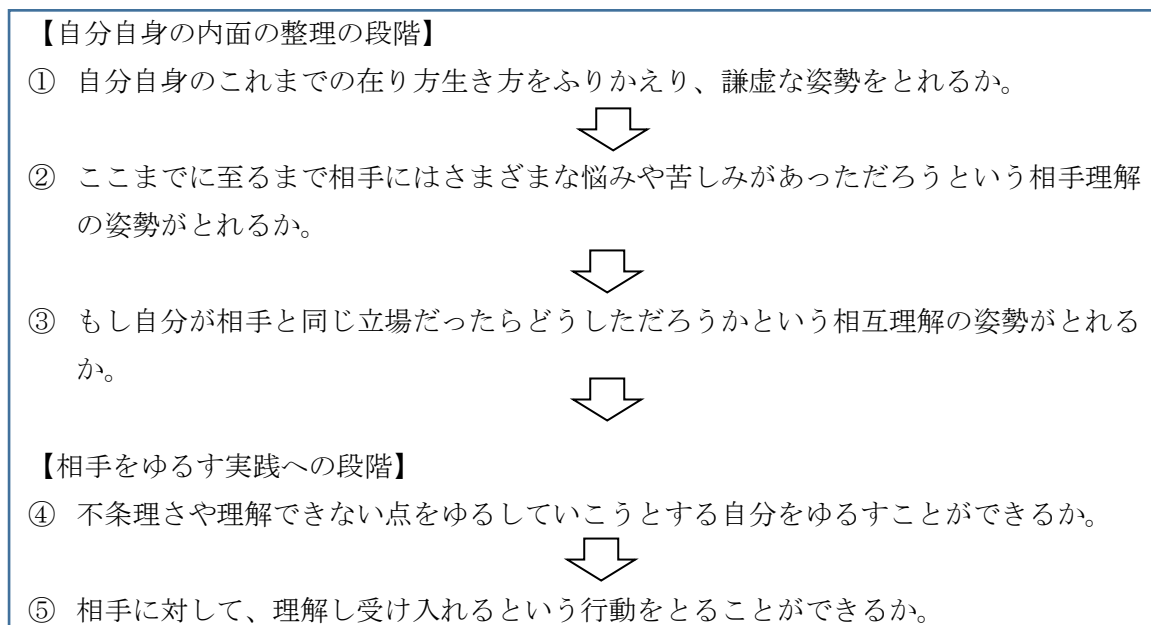 【自分自身の内面の整理の段階】
① 自分自身のこれまでの在り方生き方をふりかえり、謙虚な姿勢をとれるか。
② ここまでに至るまで相手にはさまざまな悩みや苦しみがあっただろうという相手理解
の姿勢がとれるか。
③ もし自分が相手と同じ立場だったらどうしただろうかという相互理解の姿勢がとれる
か。
【相手をゆるす実践への段階】
④ 不条理さや理解できない点をゆるしていこうとする自分をゆるすことができるか。
⑤ 相手に対して、理解し受け入れるという行動をとることができるか。